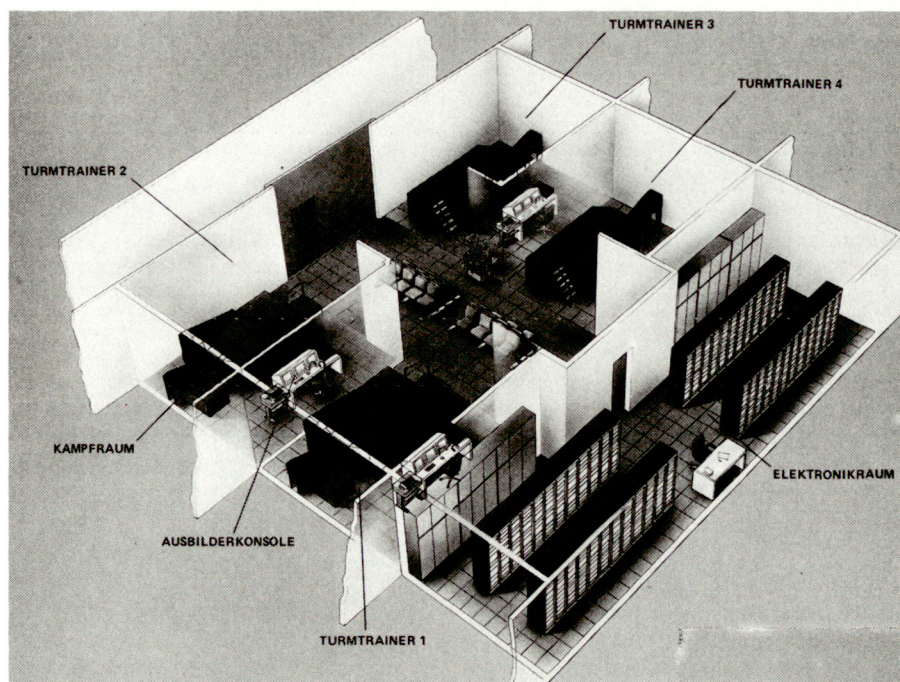 TURMTRAINER 3
TURMTRAINER 4
TURMTRAINER 2
KAMPFRAUM
ELEKTRONIKRAUM
AUSBILDERKONSOLE
TURMTRAINER 1